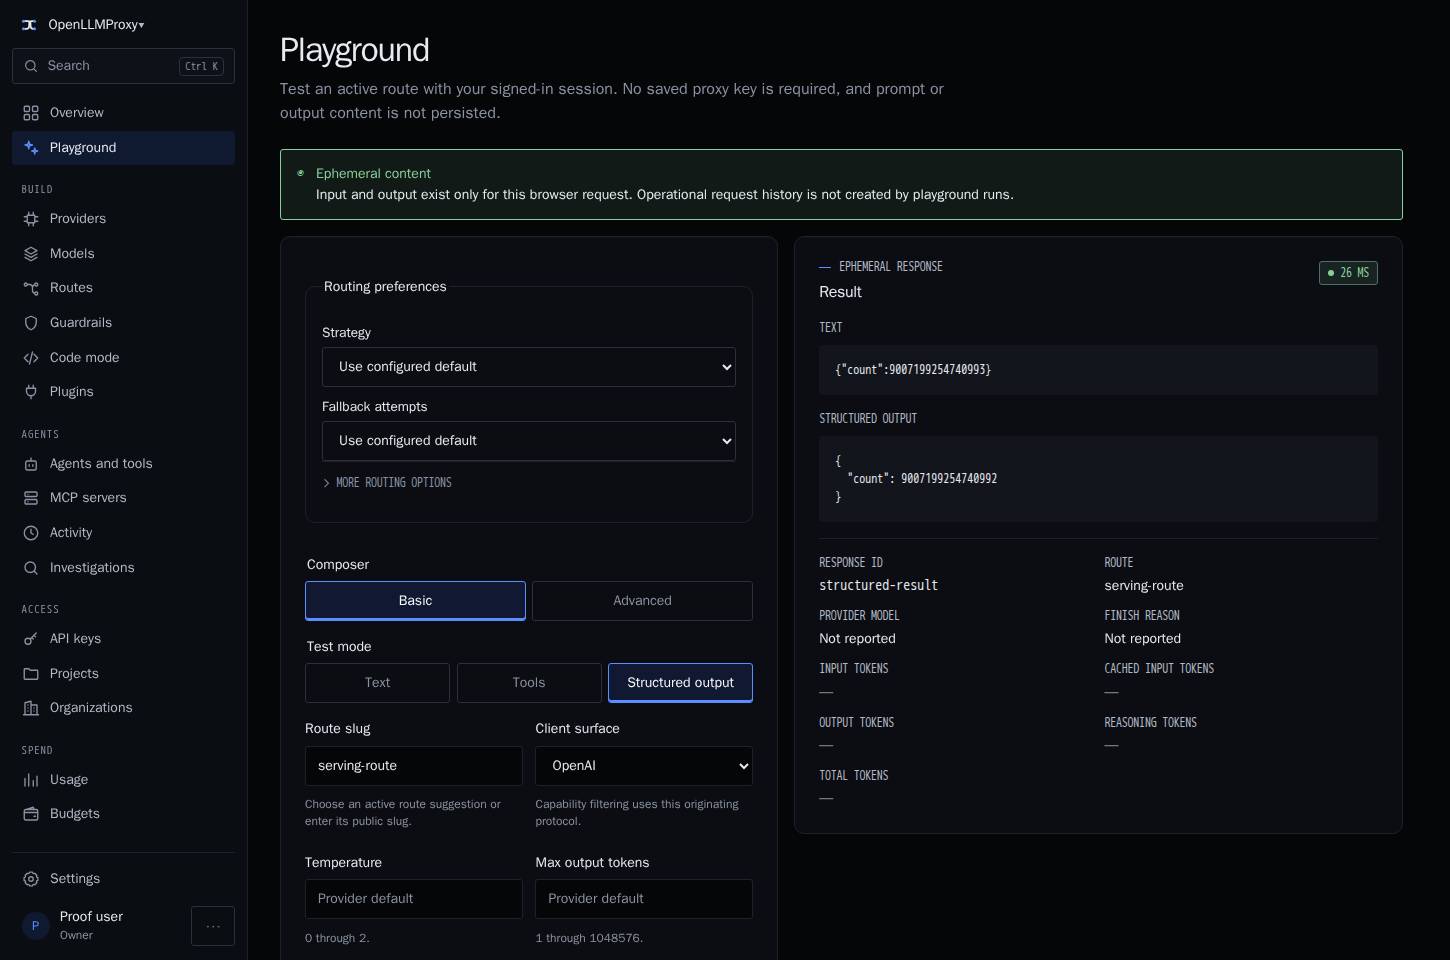 OpenLLMProxy▾
Search
Ctrl K
Overview
Playground
BUILD
Providers
Models
Routes
Guardrails
Code mode
Plugins
AGENTS
Agents and tools
MCP servers
Activity
Investigations
ACCESS
API keys
Projects
Organizations
SPEND
Usage
Budgets
Settings
P
Proof user
Owner
...
Playground
Test an active route with your signed-in session. No saved proxy key is required, and prompt or
output content is not persisted.
Ephemeral content
Input and output exist only for this browser request. Operational request history is not created by playground runs.
Routing preferences
Strategy
Use configured default
Fallback attempts
Use configured default
MORE ROUTING OPTIONS
Composer
Basic
Advanced
Test mode
Text
Tools
Structured output
Route slug
Client surface
serving-route
OpenAI
Choose an active route suggestion or
enter its public slug.
Capability filtering uses this originating
protocol.
Temperature
Max output tokens
Provider default
Provider default
0 through 2.
1 through 1048576.
— EPHEMERAL RESPONSE
26 MS
Result
TEXT
{"count":9007199254740993}
STRUCTURED OUTPUT
{
"count": 9007199254740992
}
RESPONSE ID
ROUTE
structured-result
serving-route
PROVIDER MODEL
FINISH REASON
Not reported
Not reported
INPUT TOKENS
CACHED INPUT TOKENS
—
—
OUTPUT TOKENS
REASONING TOKENS
—
—
TOTAL TOKENS
—